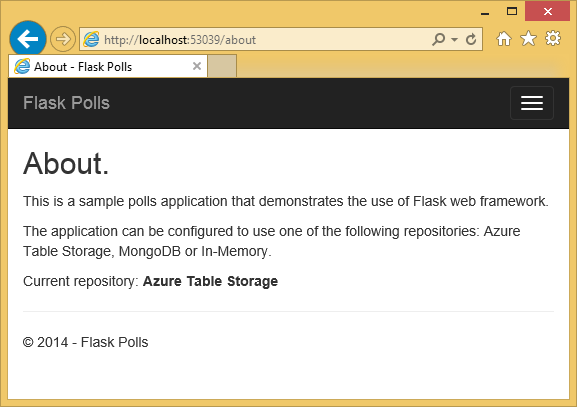 http://localhost:53039/about
About - Flask Polls
Flask Polls
About.
This is a sample polls application that demonstrates the use of Flask web framework.
The application can be configured to use one of the following repositories: Azure
Table Storage, MongoDB or In-Memory.
Current repository: Azure Table Storage
© 2014 - Flask Polls